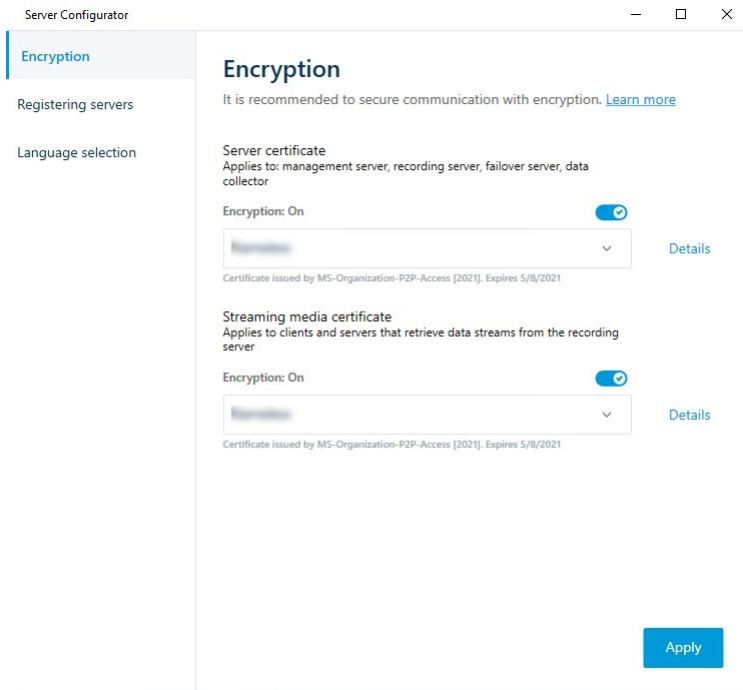 Server Configurator
Encryption
Registering servers
Language selection
Encryption
It is recommended to secure communication with encryption. Learn more
Server certificate
Applies to: management server, recording server, failover server, data
collector
Encryption: On
Details
Certificate issued by MS-Organization-P2P-Access [2021]. Expires 5/8/2021
Streaming media certificate
Applies to clients and servers that retrieve data streams from the recording
server
Encryption: On
Details
Certificate issued by MS-Organization-P2P-Access [2021]. Expires 5/8/2021
Apply